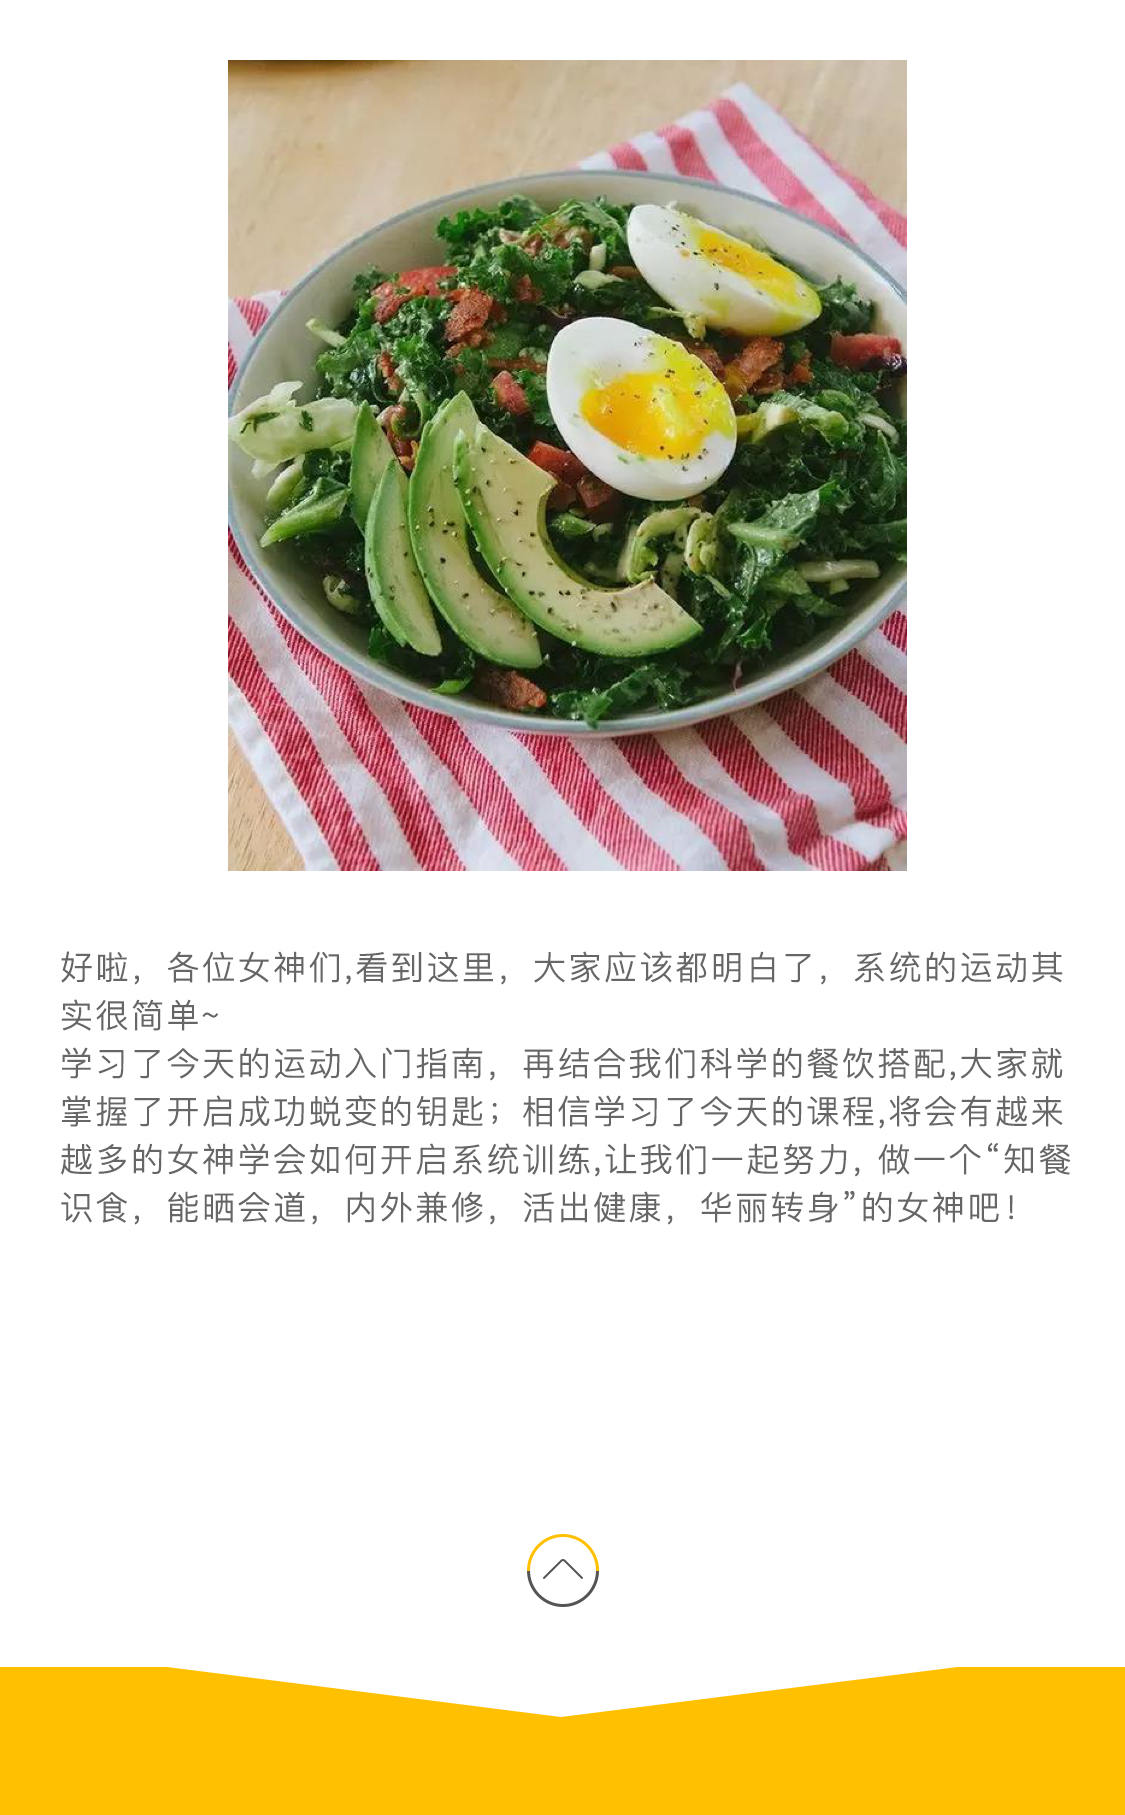 好啦，各位女神们,看到这里，大家应该都明白了，系统的运动其
实很简单~
学习了今天的运动入门指南，再结合我们科学的餐饮搭配,大家就
掌握了开启成功蜕变的钥匙；相信学习了今天的课程,将会有越来
越多的女神学会如何开启系统训练,让我们一起努力, 做一个“知餐
识食，能晒会道，内外兼修，活出健康，华丽转身”的女神吧！